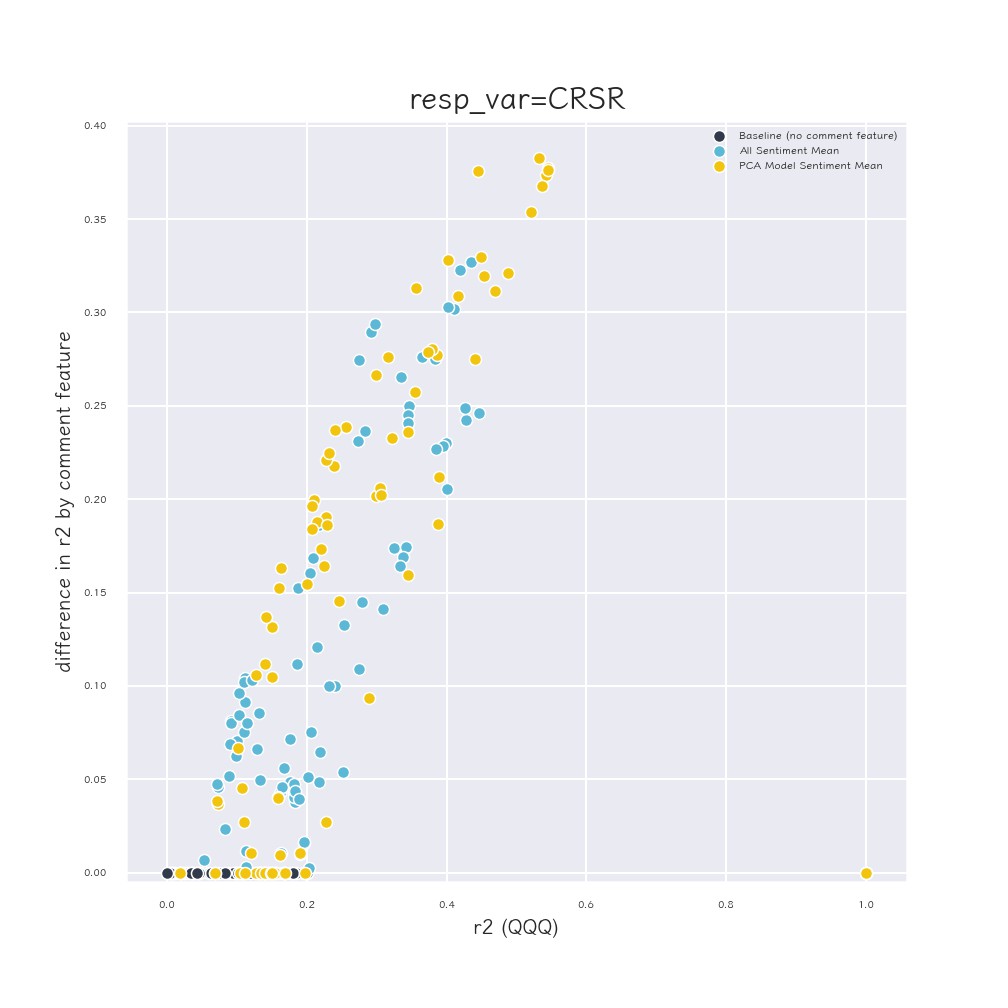 resp_var=CRSR
0.40
0.35
0.30
0.25
0.20
0.15
0.10
0.05
0.00
difference in r2 by comment feature
Baseline (no comment feature)
All Sentiment Mean
PCA Model Sentiment Mean
0.0 0.2 0.4 0.6 0.8 1.0
r2 (QQQ)